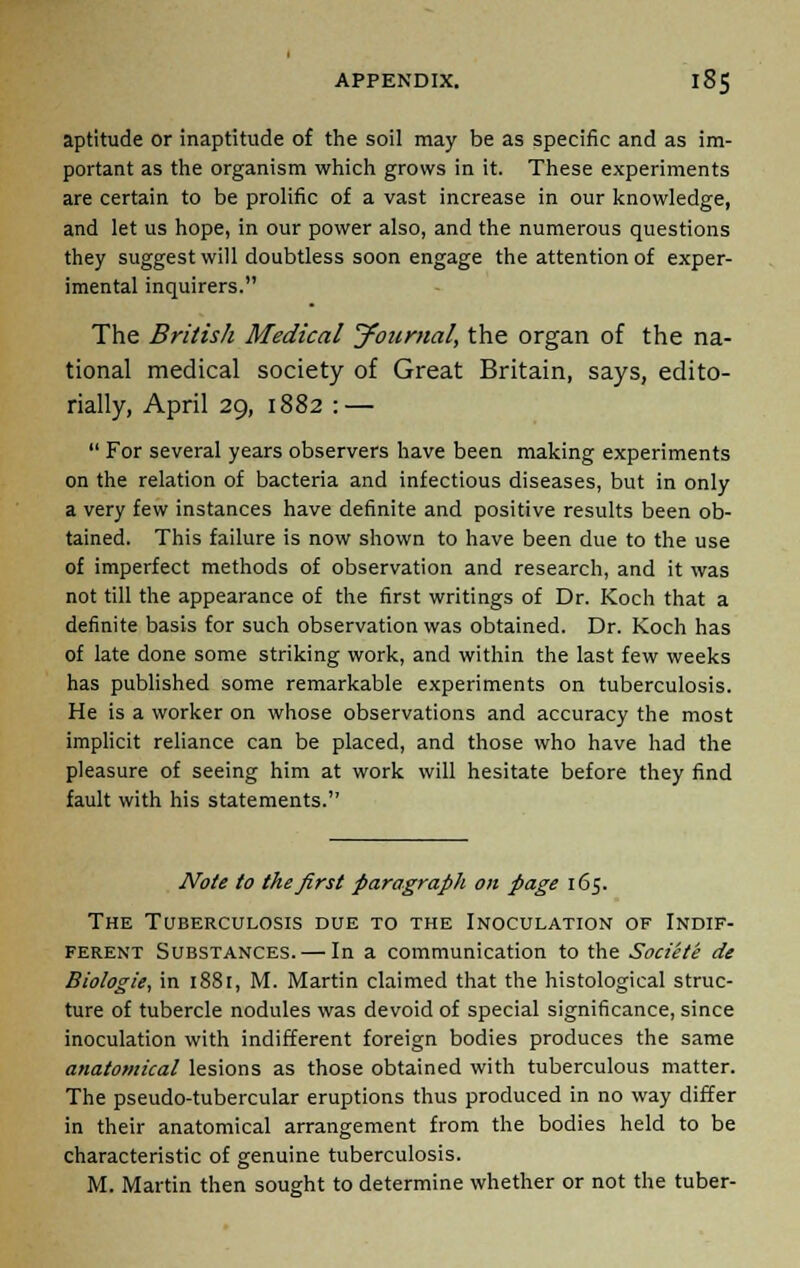 APPENDIX. 185
aptitude or inaptitude of the soil may be as specific and as im-
portant as the organism which grows in it. These experiments
are certain to be prolific of a vast increase in our knowledge,
and let us hope, in our power also, and the numerous questions
they suggest will doubtless soon engage the attention of exper-
imental inquirers.”
The British Medical Journal, the organ of the na-
tional medical society of Great Britain, says, edito-
rially, April 29, 1882 : —
“ For several years observers have been making experiments
on the relation of bacteria and infectious diseases, but in only
a very few instances have definite and positive results been ob-
tained. This failure is now shown to have been due to the use
of imperfect methods of observation and research, and it was
not till the appearance of the first writings of Dr. Koch that a
definite basis for such observation was obtained. Dr. Koch has
of late done some striking work, and within the last few weeks
has published some remarkable experiments on tuberculosis.
He is a worker on whose observations and accuracy the most
implicit reliance can be placed, and those who have had the
pleasure of seeing him at work will hesitate before they find
fault with his statements.”
Note to the first paragraph on page 165.
The Tuberculosis due to the Inoculation of Indif-
ferent Substances. — In a communication to the Societé de
Biologie, in 1881, M. Martin claimed that the histological struc-
ture of tubercle nodules was devoid of special significance, since
inoculation with indifferent foreign bodies produces the same
anatomical lesions as those obtained with tuberculous matter.
The pseudo-tubercular eruptions thus produced in no way differ
in their anatomical arrangement from the bodies held to be
characteristic of genuine tuberculosis.
M. Martin then sought to determine whether or not the tuber-